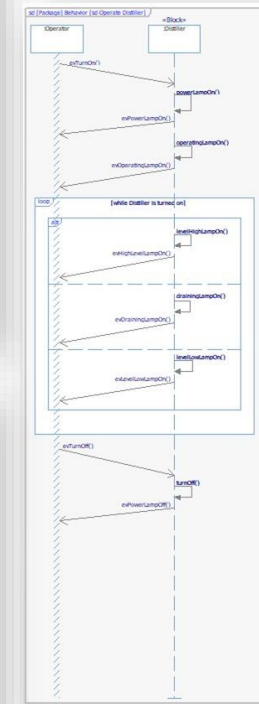 sd [Package] Behavior [sd Operate Distiller]
:Operator
«Block»
:Distiller
evTurnOn()
powerLampOn()
evPowerLampOn()
operatingLampOn()
evOperatingLampOn()
loop
[while Distiller is turned on]
alt
levelHighLampOn()
evHighLevelLampOn()
drainingLampOn()
evDrainingLampOn()
levelLowLampOn()
evLevelLowLampOn()
evTurnOff()
turnOff()
evPowerLampOff()